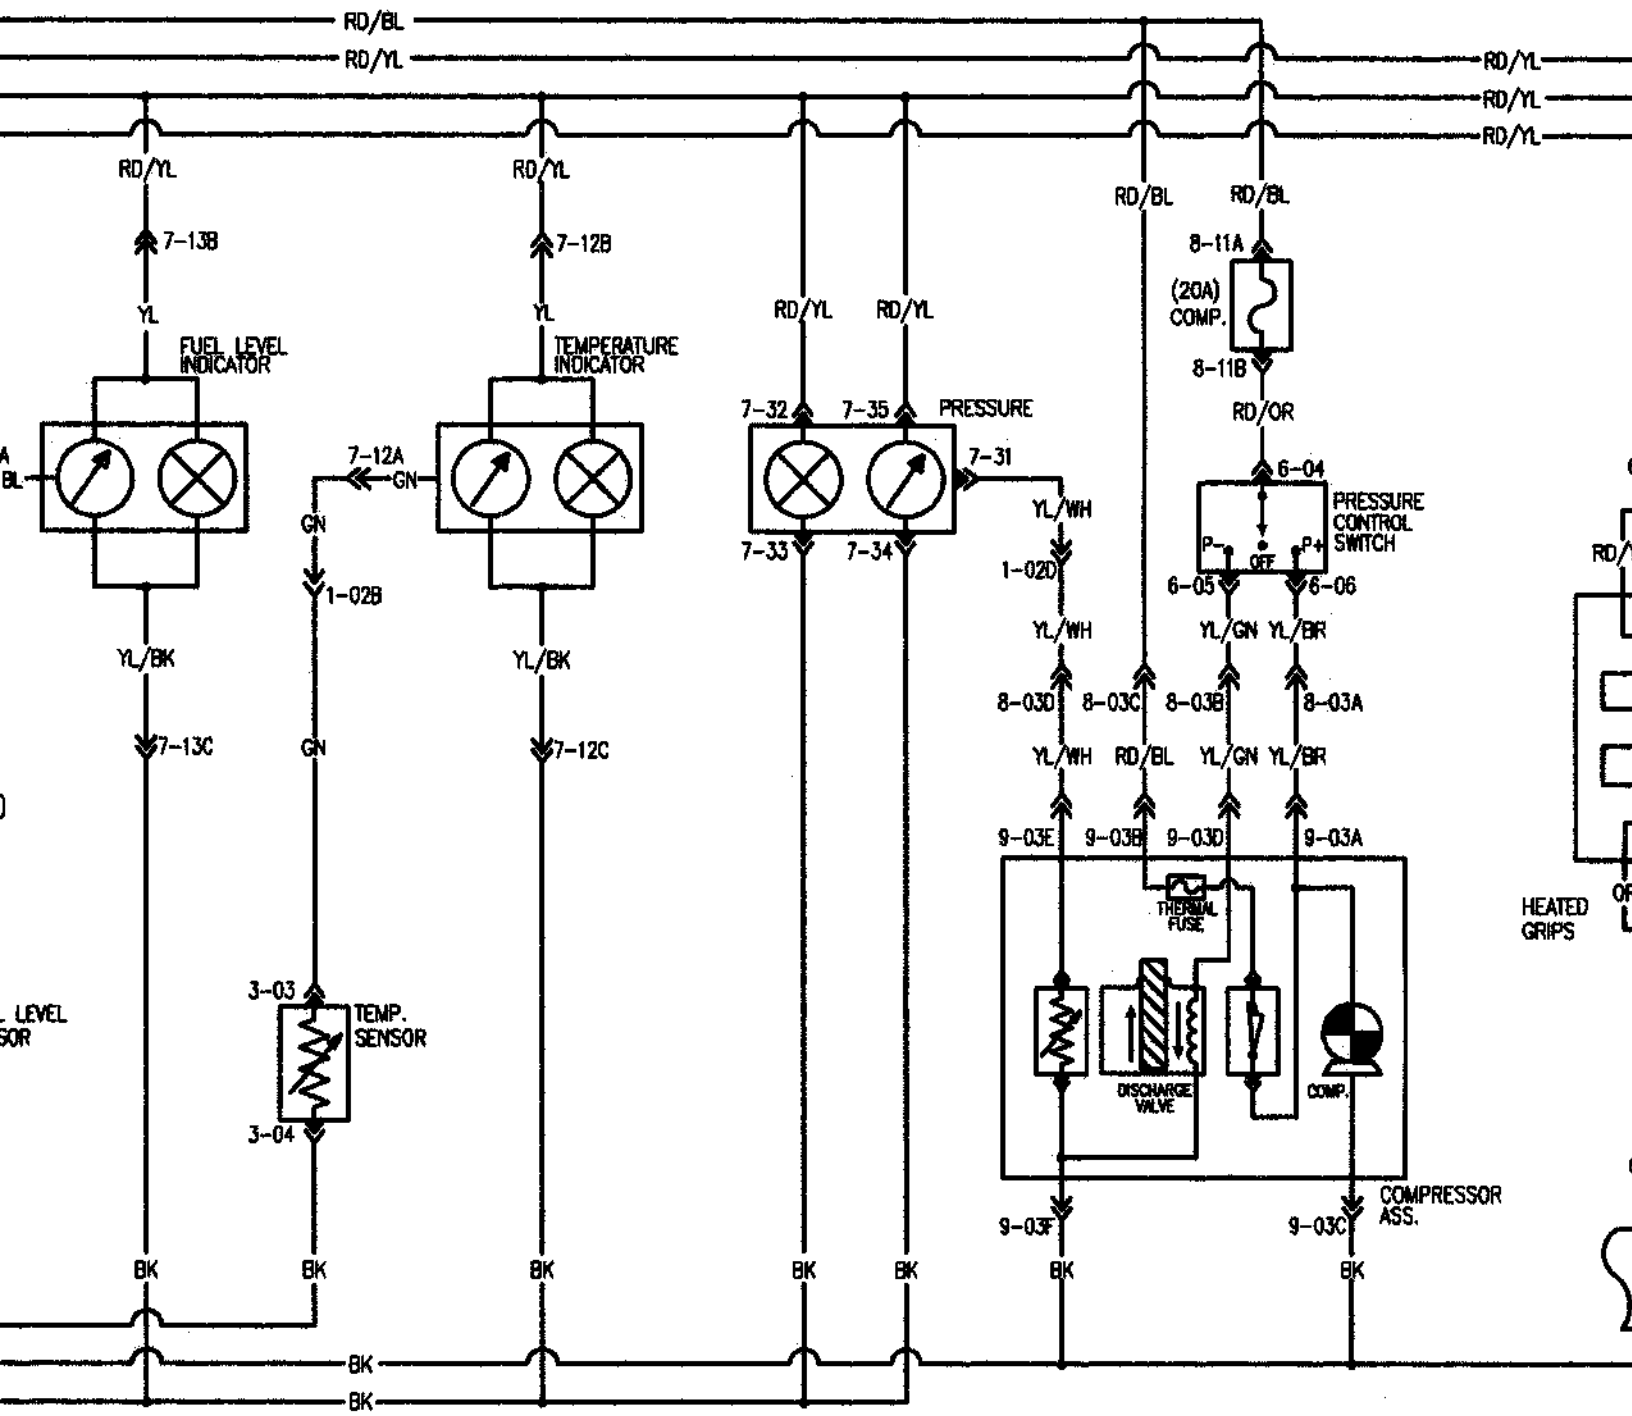 RD/BL
RD/YL
RD/YL
RD/YL
RD/YL
RD/YL
RD/YL
RD/BL
RD/BL
7-13B
7-12B
8-11A
(20A)
COMP.
YL
YL
RD/YL
RD/YL
FUEL LEVEL
INDICATOR
TEMPERATURE
INDICATOR
8-11B
7-32
7-35
PRESSURE
RD/OR
A
BL
7-12A
GN
7-31
6-04
GN
YL/WH
PRESSURE
CONTROL
SWITCH
P-
OFF
P+
7-33
7-34
1-02D
RD/Y
1-02B
6-05
6-06
YL/BK
YL/BK
YL/WH
YL/GN
YL/BR
8-03D
8-03C
8-03B
8-03A
7-13C
GN
7-12C
YL/WH
RD/BL
YL/GN
YL/BR
9-03E
9-03B
9-03D
9-03A
THERMAL
FUSE
HEATED
GRIPS
3-03
L LEVEL
SOR
TEMP.
SENSOR
DISCHARGE
VALVE
COMP.
3-04
COMPRESSOR
ASS.
9-03F
9-03C
BK
BK
BK
BK
BK
BK
BK
BK
BK